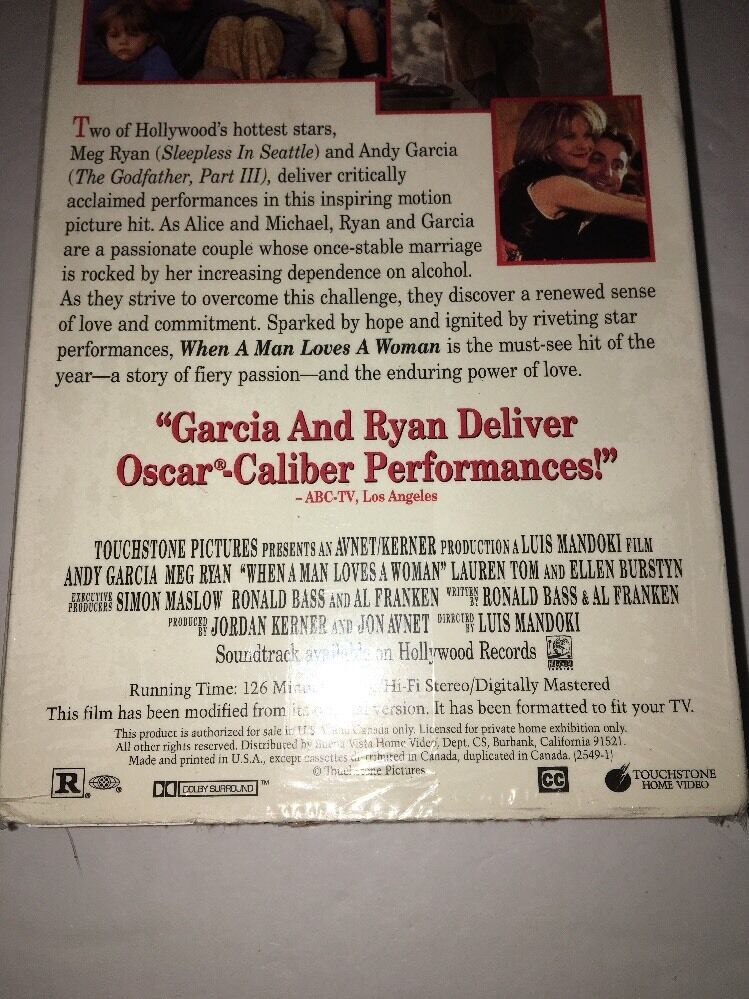 Two of Hollywood's hottest stars,
Meg Ryan (Sleepless In Seattle) and Andy Garcia
(The Godfather, Part III), deliver critically
acclaimed performances in this inspiring motion
picture hit. As Alice and Michael, Ryan and Garcia
are a passionate couple whose once-stable marriage
is rocked by her increasing dependence on alcohol.
As they strive to overcome this challenge, they discover a renewed sense
of love and commitment. Sparked by hope and ignited by riveting star
performances, When A Man Loves A Woman is the must-see hit of the
year—a story of fiery passion—and the enduring power of love.
"Garcia And Ryan Deliver
Oscar®-Caliber Performances!"
– ABC-TV, Los Angeles
TOUCHSTONE PICTURES PRESENTS AN AVNET/KERNER PRODUCTION A LUIS MANDOKI FILM
ANDY GARCIA MEG RYAN "WHEN A MAN LOVES A WOMAN" LAUREN TOM AND ELLEN BURSTYN
EXECUTIVE PRODUCERS SIMON MASLOW RONALD BASS AND AL FRANKEN WRITTEN BY RONALD BASS & AL FRANKEN
PRODUCED BY JORDAN KERNER AND JON AVNET DIRECTED BY LUIS MANDOKI
Soundtrack available on Hollywood Records
Running Time: 126 Hi-Fi Stereo/Digitally Mastered
This film has been modified from its version. It has been formatted to fit your TV.
This product is authorized for sale in U.S. Canada only. Licensed for private home exhibition only.
All other rights reserved. Distributed by Buena Vista Home Video, Dept. CS, Burbank, California 91521.
Made and printed in U.S.A., except cassettes distributed in Canada, duplicated in Canada. (2549-1)
© Touchstone Pictures
R DOLBY SURROUND ™ CC TOUCHSTONE
HOME VIDEO